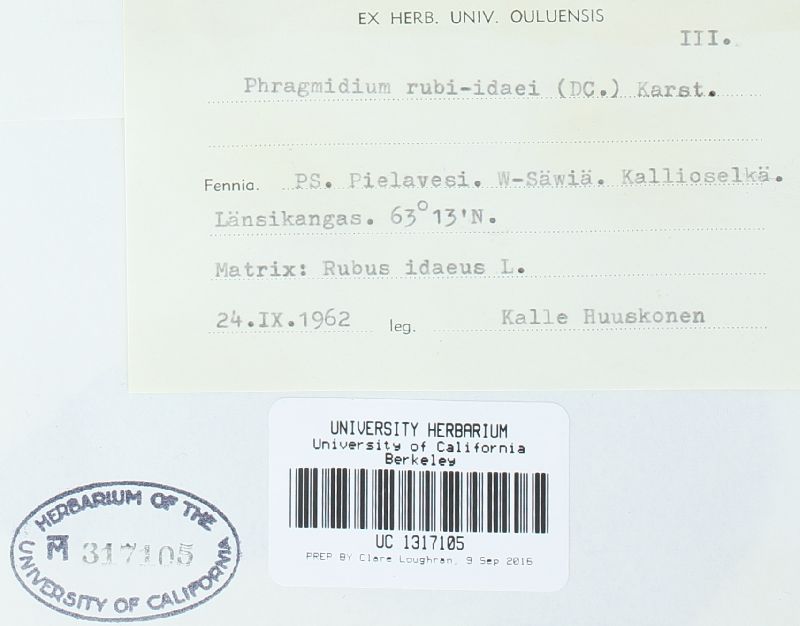 EX HERB. UNIV. OULUENSIS
III.
Phragmidium rubi-idaei (DC.) Karst.
Fennia. PS. Pielavesi. W-Säwiä. Kallioselkä.
Länsikangas. 63°13'N.
Matrix: Rubus idaeus L.
24.IX.1962 leg. Kalle Huuskonen
UNIVERSITY HERBARIUM
University of California
Berkeley
UC 1317105
PREP BY Clare Loughran, 9 Sep 2016
HERBARIUM OF THE
M 317105
UNIVERSITY OF CALIFORNIA